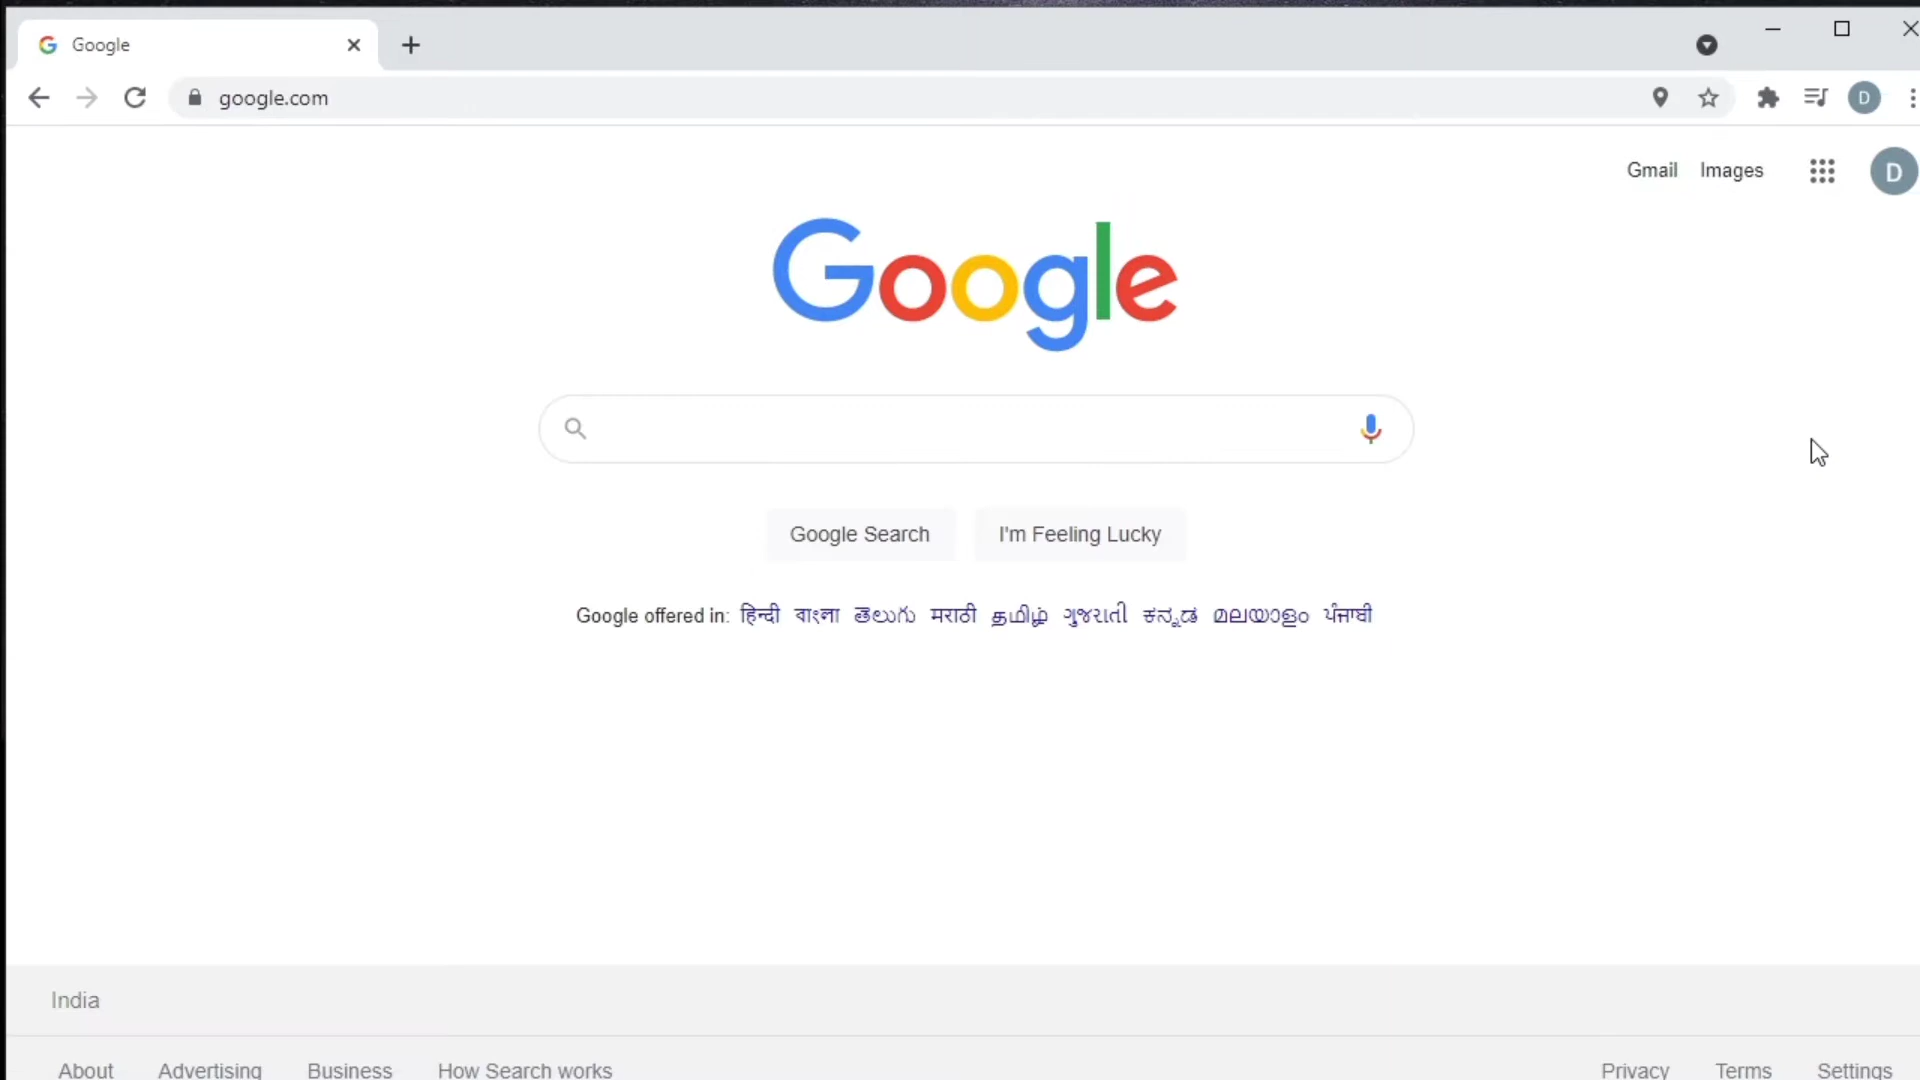 Google
google.com
D
Gmail Images
D
Google
Google Search I'm Feeling Lucky
Google offered in: हिन्दी বাংলা తెలుగు मराठी தமிழ் ગુજરાતી ಕನ್ನಡ മലയാളം ਪੰਜਾਬੀ
India
About Advertising Business How Search works Privacy Terms Settings